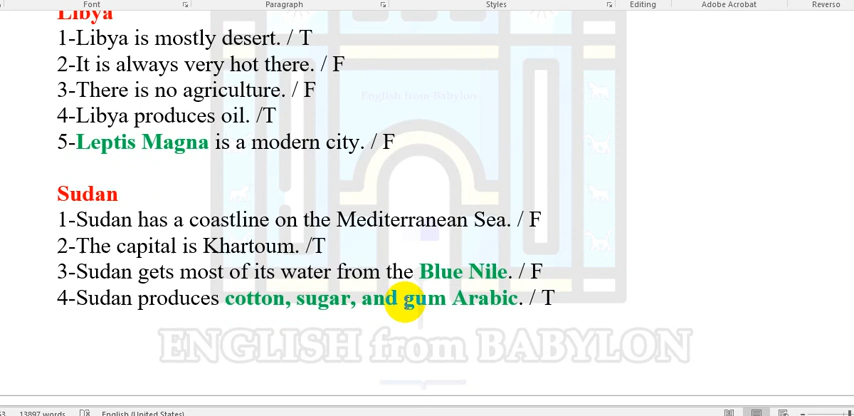 Font Paragraph Styles Editing Adobe Acrobat Reverso
Libya
1-Libya is mostly desert. / T
2-It is always very hot there. / F
3-There is no agriculture. / F
English from Babylon
4-Libya produces oil. /T
5-Leptis Magna is a modern city. / F
Sudan
1-Sudan has a coastline on the Mediterranean Sea. / F
2-The capital is Khartoum. /T
3-Sudan gets most of its water from the Blue Nile. / F
4-Sudan produces cotton, sugar, and gum Arabic. / T
ENGLISH from BABYLON
13897 words English (United States)